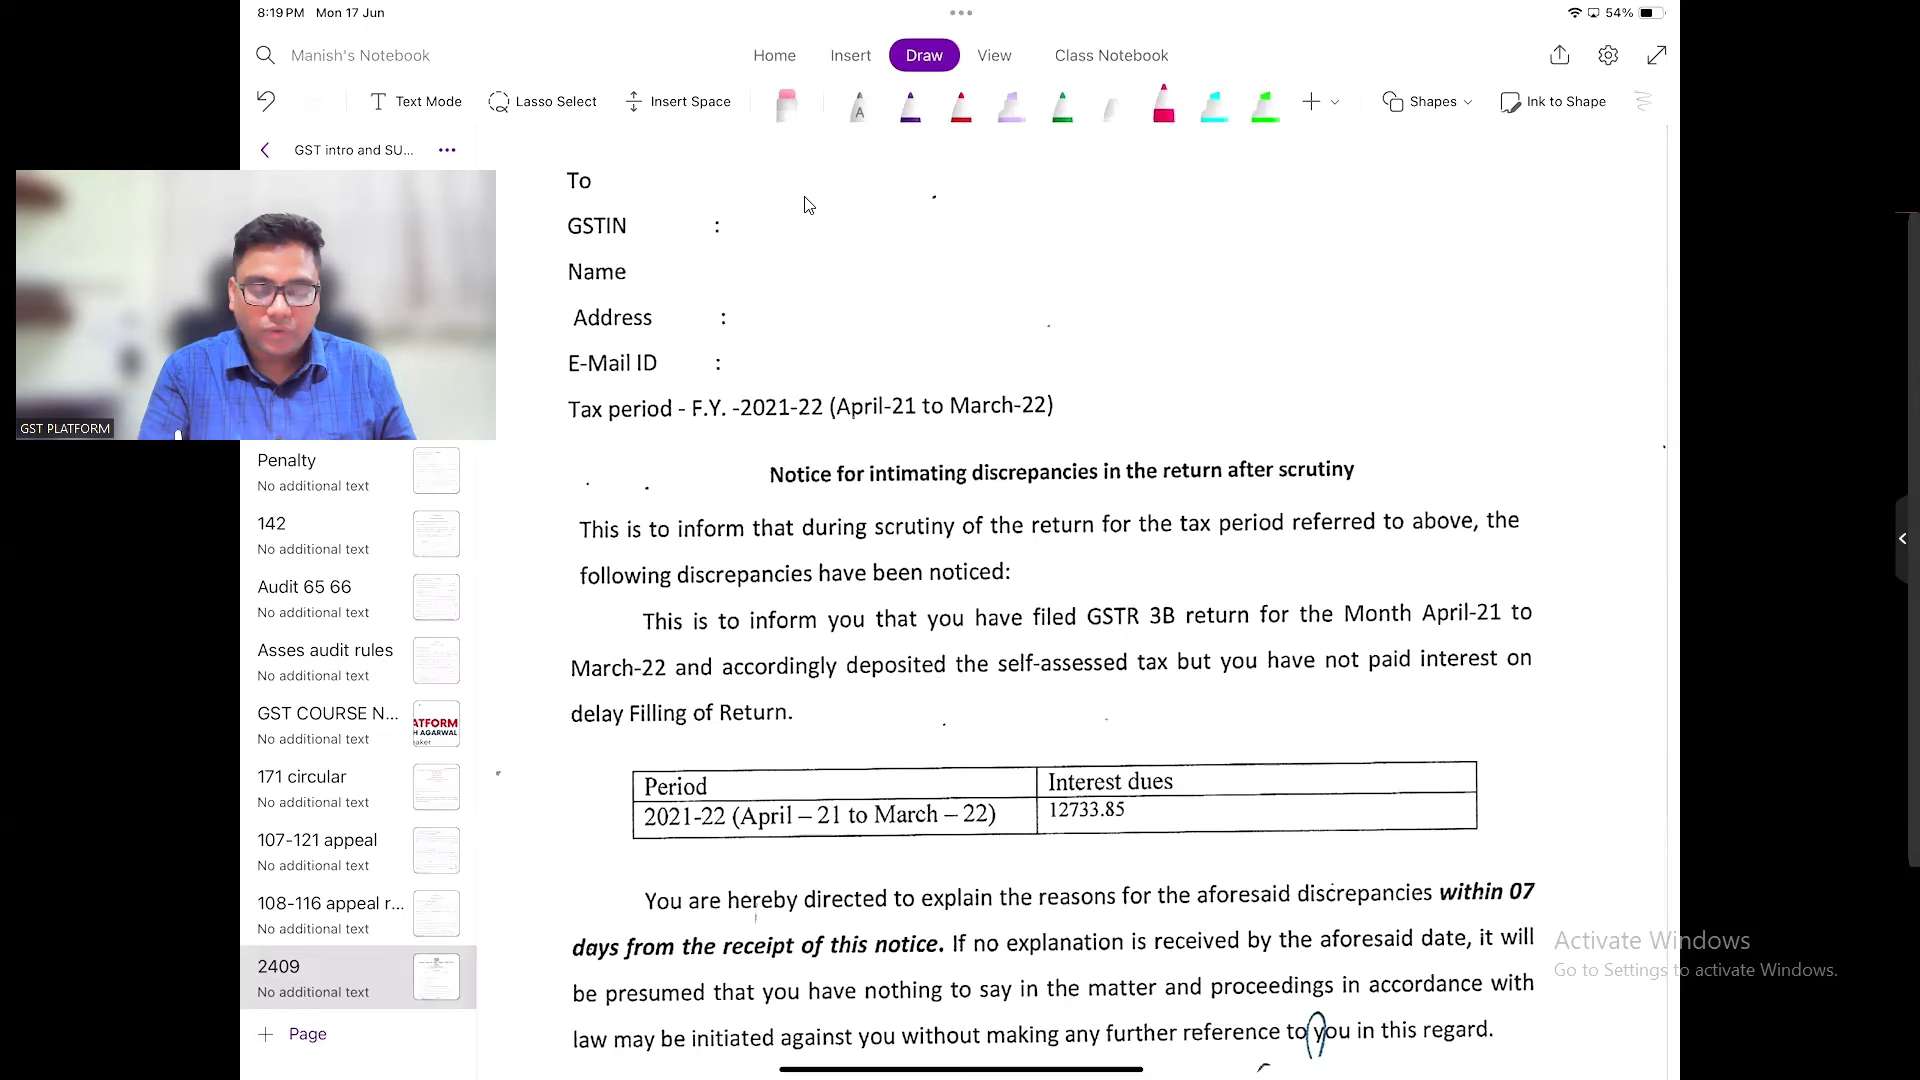 8:19 PM Mon 17 Jun
54%
Manish's Notebook
Home Insert Draw View Class Notebook
Text Mode Lasso Select Insert Space A Shapes Ink to Shape
GST intro and SU...
GST PLATFORM
Penalty
No additional text
142
No additional text
Audit 65 66
No additional text
Asses audit rules
No additional text
GST COURSE N...
No additional text
ATFORM
H AGARWAL
eaker
171 circular
No additional text
107-121 appeal
No additional text
108-116 appeal r...
No additional text
2409
No additional text
+ Page
To
GSTIN :
Name
Address :
E-Mail ID :
Tax period - F.Y. -2021-22 (April-21 to March-22)
Notice for intimating discrepancies in the return after scrutiny
This is to inform that during scrutiny of the return for the tax period referred to above, the
following discrepancies have been noticed:
This is to inform you that you have filed GSTR 3B return for the Month April-21 to
March-22 and accordingly deposited the self-assessed tax but you have not paid interest on
delay Filling of Return.
Period Interest dues
2021-22 (April – 21 to March – 22) 12733.85
You are hereby directed to explain the reasons for the aforesaid discrepancies within 07
days from the receipt of this notice. If no explanation is received by the aforesaid date, it will
be presumed that you have nothing to say in the matter and proceedings in accordance with
law may be initiated against you without making any further reference to you in this regard.
Activate Windows
Go to Settings to activate Windows.